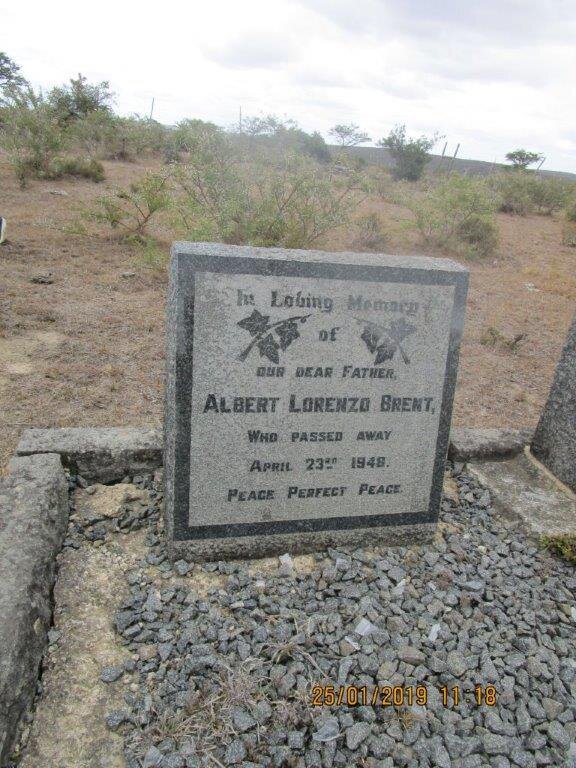 In Loving Memory
of
OUR DEAR FATHER,
ALBERT LORENZO BRENT,
WHO PASSED AWAY
APRIL 23RD 1948.
PEACE PERFECT PEACE.
25/01/2019 11:18